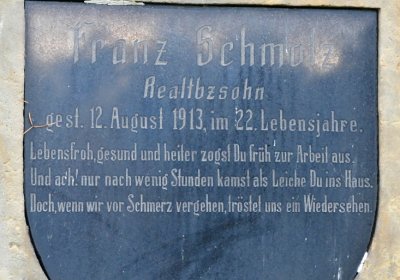 Franz Schmolz
Realtbzsohn
gest. 12. August 1913, im 22. Lebensjahre.
Lebensfroh, gesund und heiter zogst Du früh zur Arbeit aus.
Und ach! nur nach wenig Stunden kamst als Leiche Du ins Haus.
Doch, wenn wir vor Schmerz vergehen, tröstet uns ein Wiedersehen.